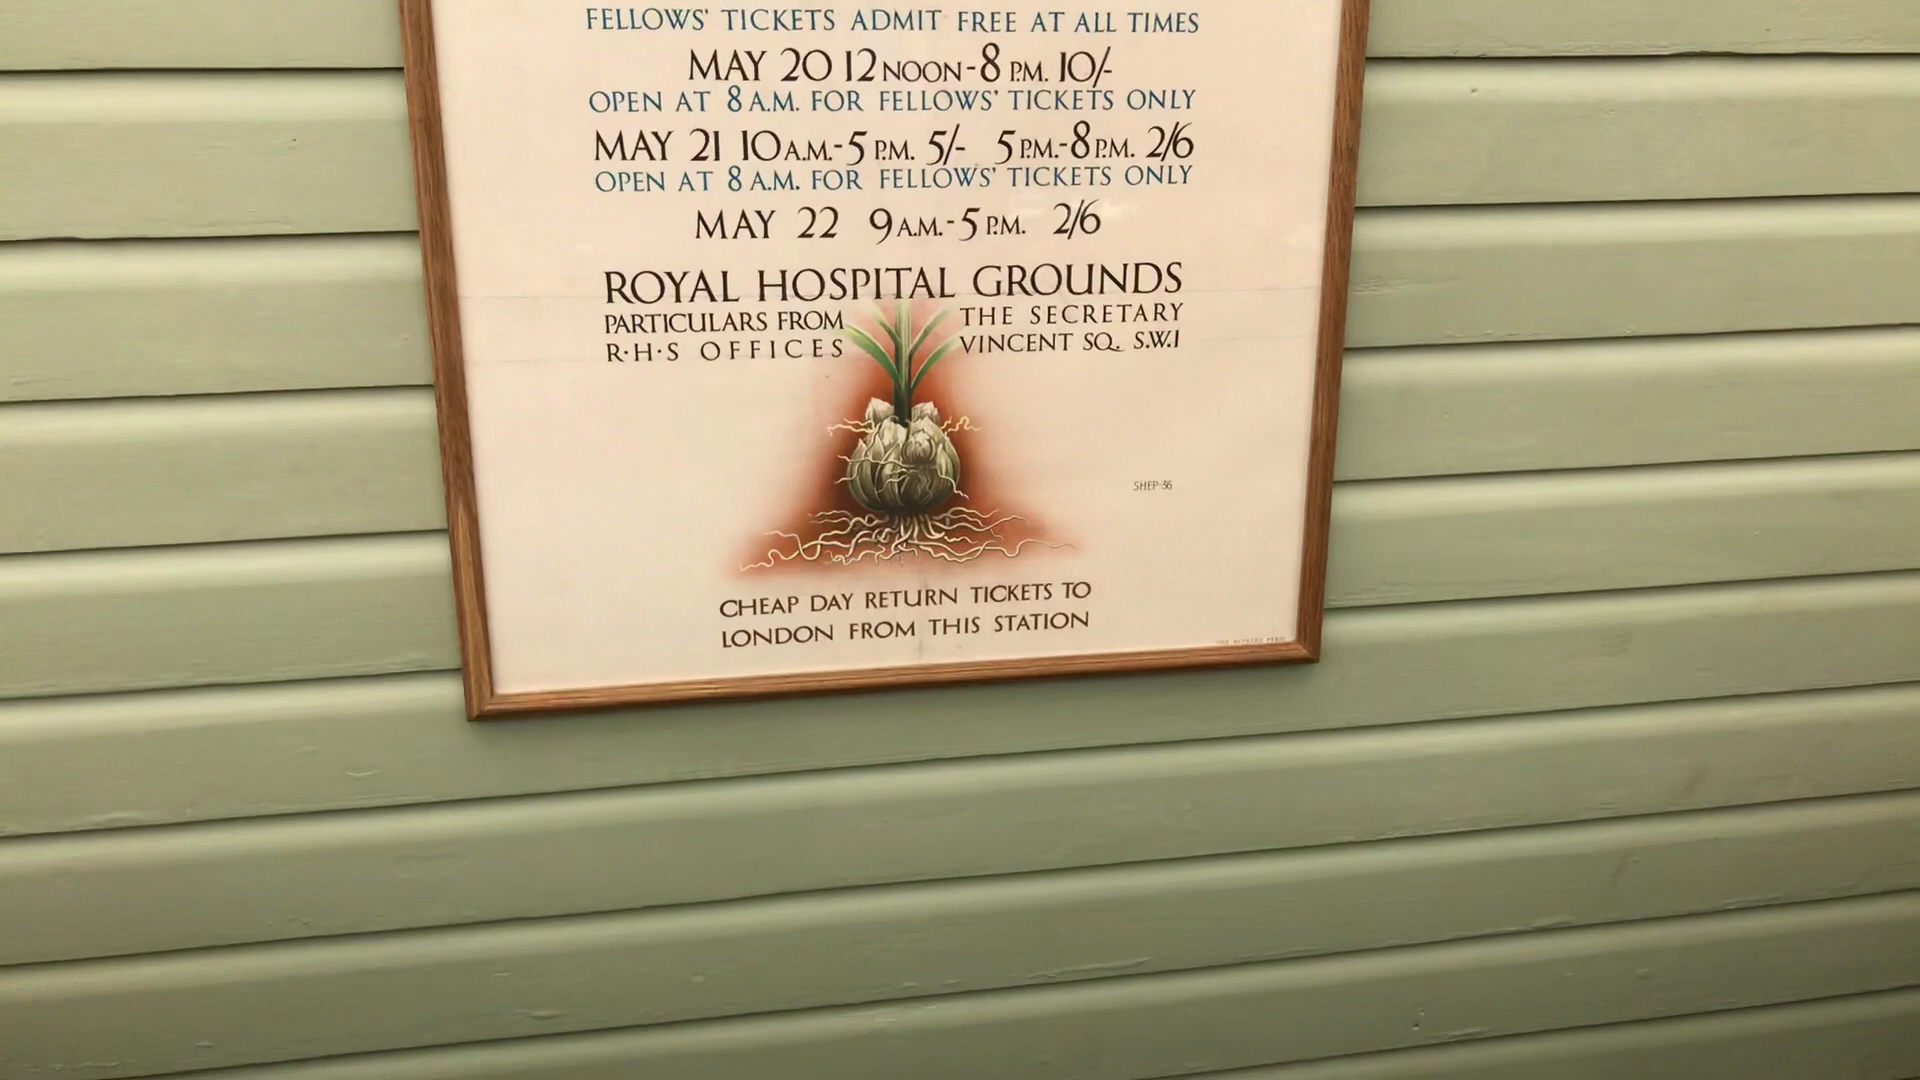 FELLOWS' TICKETS ADMIT FREE AT ALL TIMES
MAY 20 12 NOON-8 P.M. 10/-
OPEN AT 8 A.M. FOR FELLOWS' TICKETS ONLY
MAY 21 10 A.M.-5 P.M. 5/- 5 P.M.-8 P.M. 2/6
OPEN AT 8 A.M. FOR FELLOWS' TICKETS ONLY
MAY 22 9 A.M.-5 P.M. 2/6
ROYAL HOSPITAL GROUNDS
PARTICULARS FROM THE SECRETARY
R·H·S OFFICES VINCENT SQ. S.W.1
SHEP-36
CHEAP DAY RETURN TICKETS TO
LONDON FROM THIS STATION